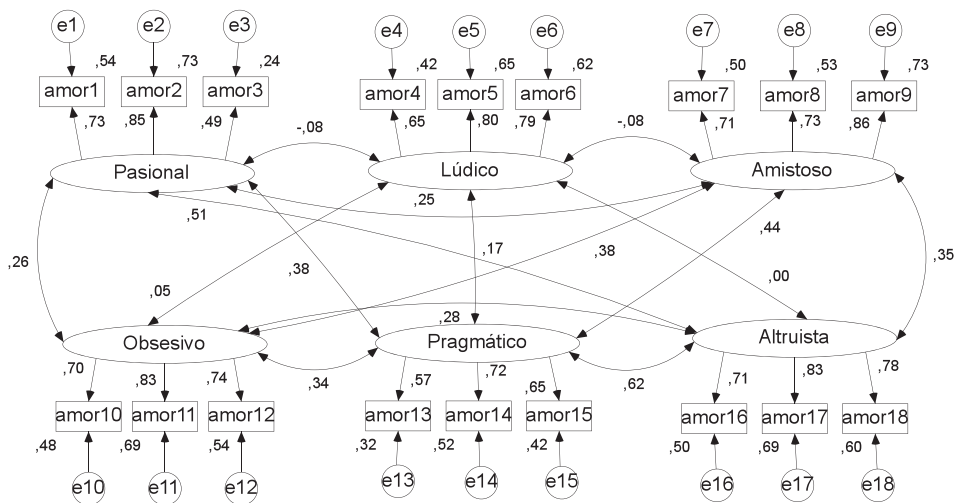 e1 e2 e3 e4 e5 e6 e7 e8 e9
,54 ,73 ,24 ,42 ,65 ,62 ,50 ,53 ,73
amor1 amor2 amor3 amor4 amor5 amor6 amor7 amor8 amor9
,73 ,85 ,49 ,65 ,80 ,79 ,71 ,73 ,86
-,08 -,08
Pasional Lúdico Amistoso
,51 ,25 ,44
,26 ,38 ,17 ,38 ,35
,05 ,00
,28
Obsesivo Pragmático Altruista
,34 ,62
,70 ,83 ,74 ,57 ,72 ,65 ,71 ,83 ,78
amor10 amor11 amor12 amor13 amor14 amor15 amor16 amor17 amor18
,48 ,69 ,54 ,32 ,52 ,42 ,50 ,69 ,60
e10 e11 e12 e13 e14 e15 e16 e17 e18